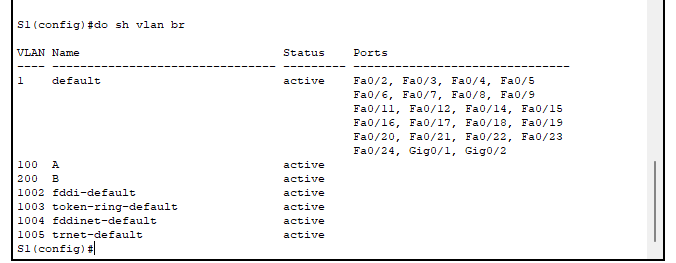 S1(config)#do sh vlan br
VLAN Name Status Ports
---- -------------------------------- --------- -------------------------------
1 default active Fa0/2, Fa0/3, Fa0/4, Fa0/5
Fa0/6, Fa0/7, Fa0/8, Fa0/9
Fa0/11, Fa0/12, Fa0/14, Fa0/15
Fa0/16, Fa0/17, Fa0/18, Fa0/19
Fa0/20, Fa0/21, Fa0/22, Fa0/23
Fa0/24, Gig0/1, Gig0/2
100 A active
200 B active
1002 fddi-default active
1003 token-ring-default active
1004 fddinet-default active
1005 trnet-default active
S1(config)#